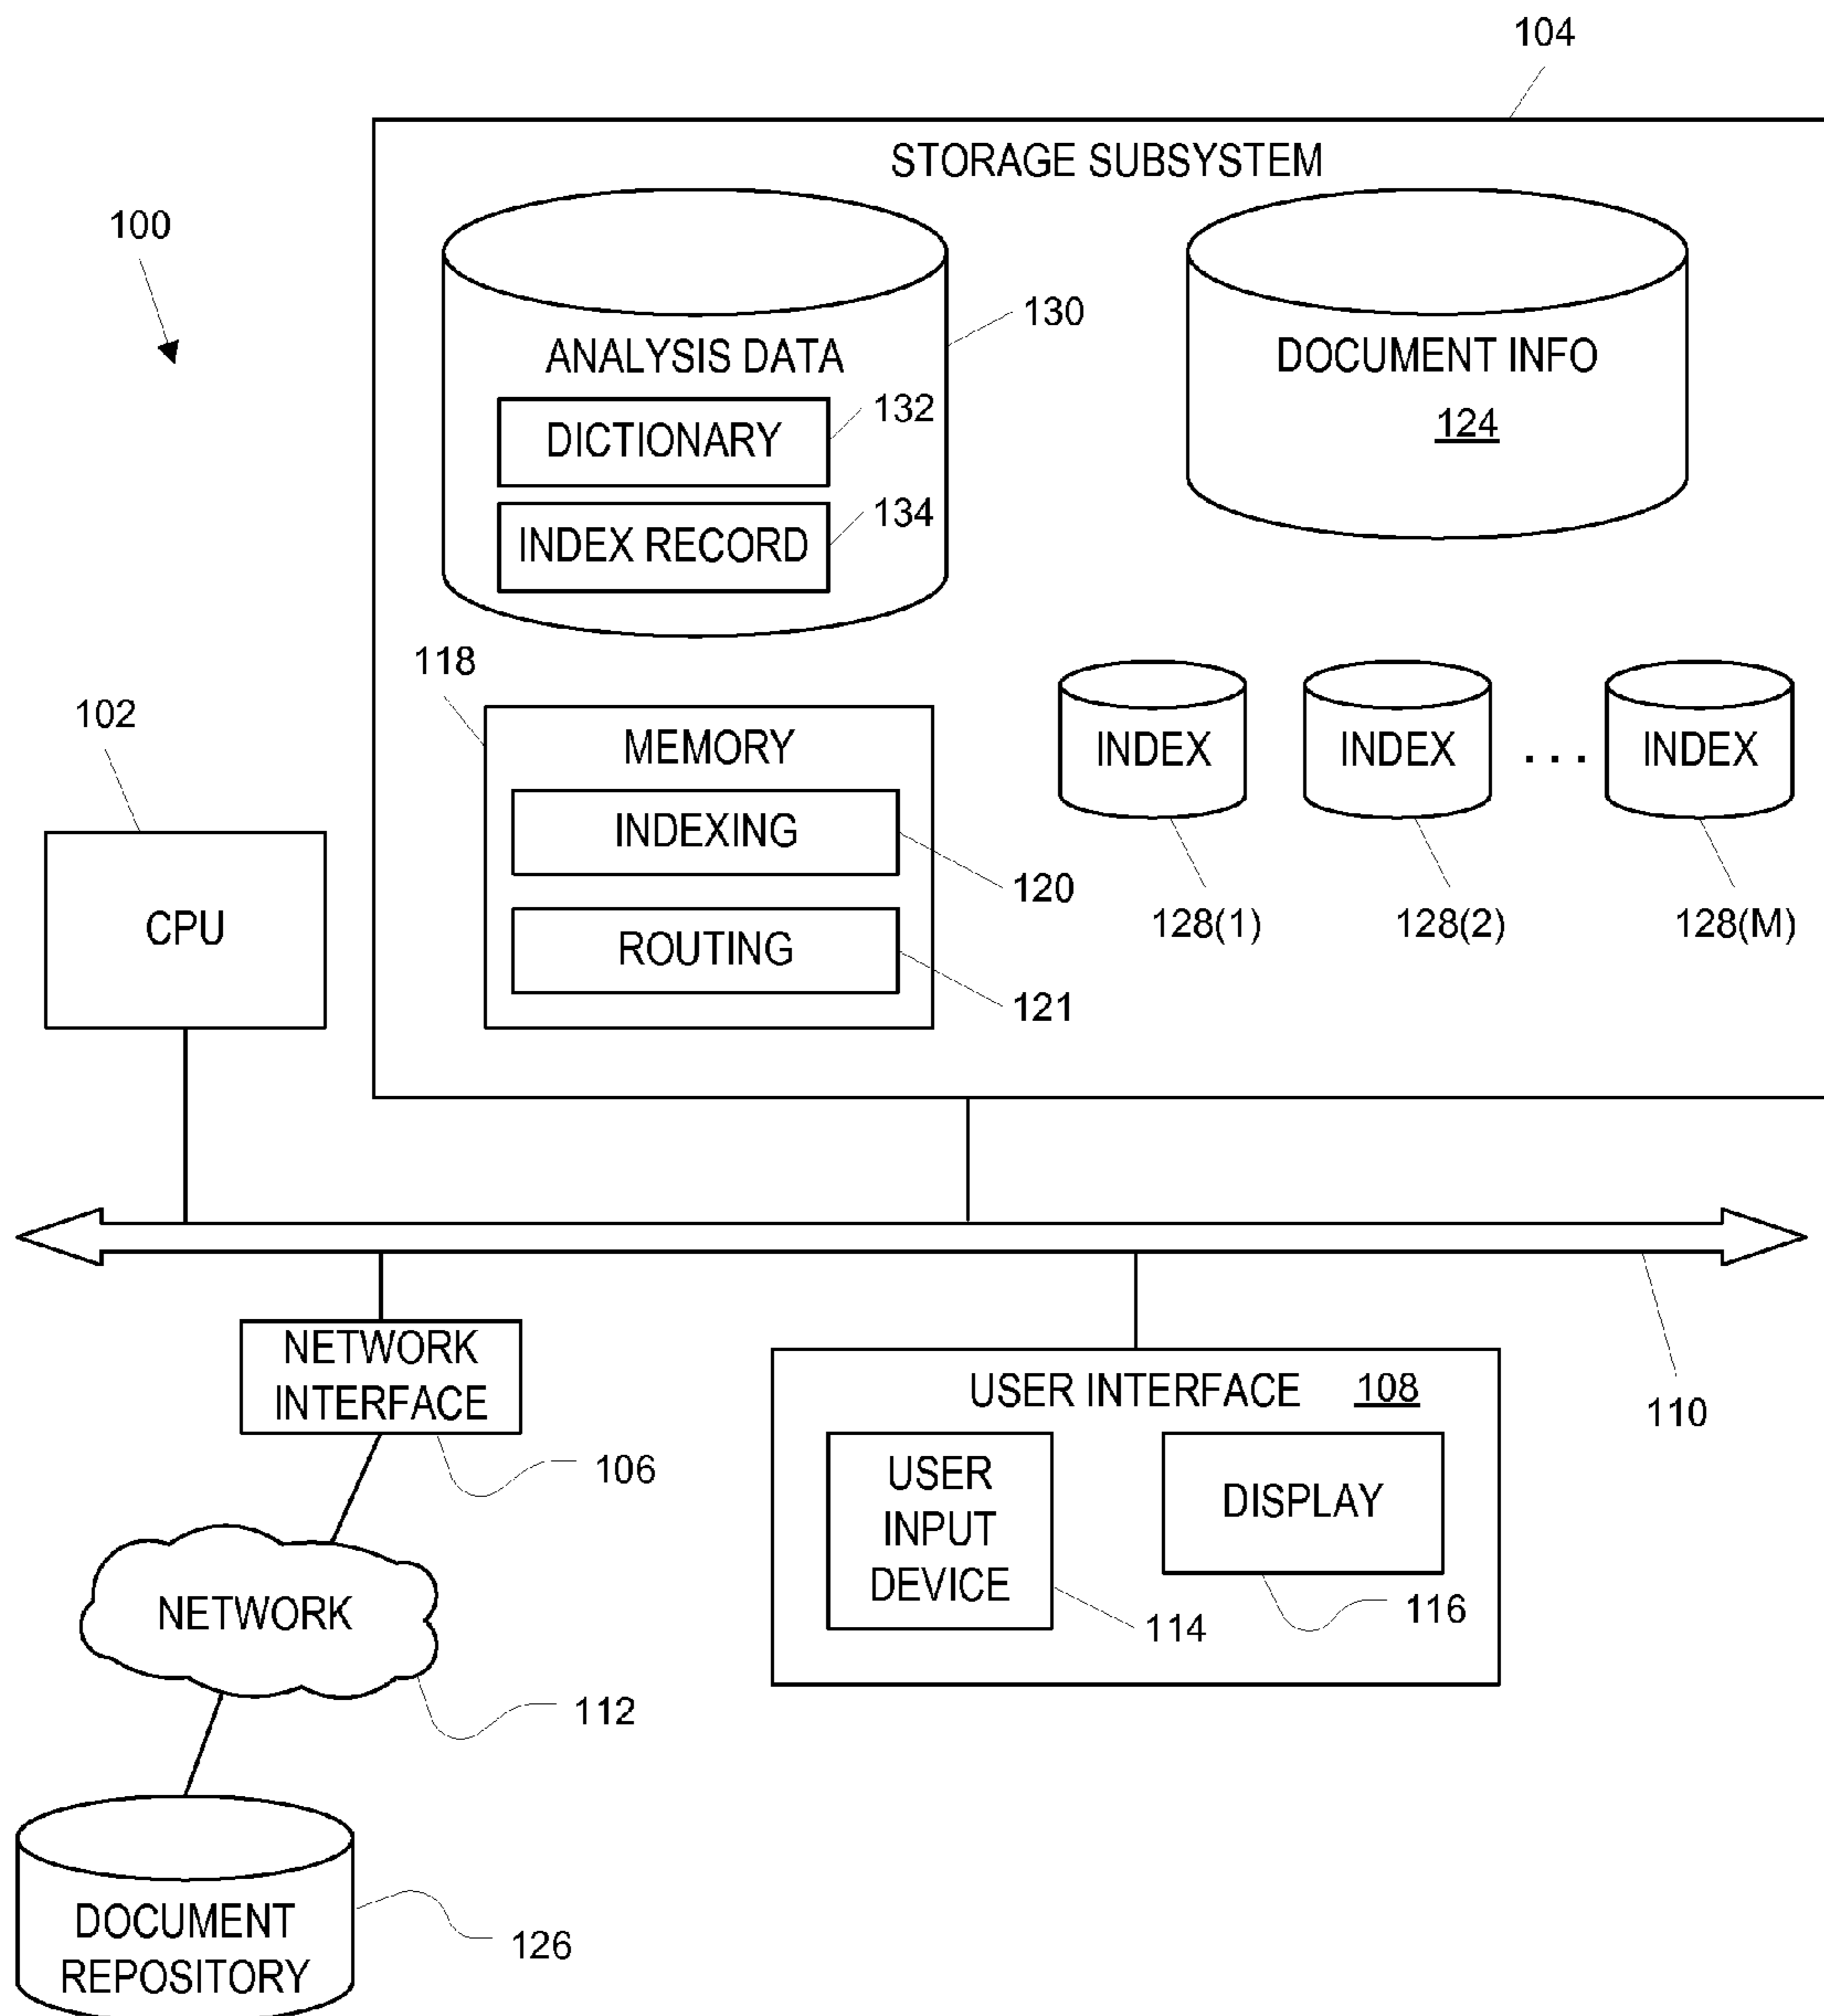 104
STORAGE SUBSYSTEM
100
130
ANALYSIS DATA
DOCUMENT INFO
132
DICTIONARY
124
134
INDEX RECORD
118
102
MEMORY
INDEX
INDEX
. . .
INDEX
INDEXING
120
CPU
128(1)
128(2)
128(M)
ROUTING
121
NETWORK
INTERFACE
USER INTERFACE 108
110
106
USER
INPUT
DEVICE
DISPLAY
NETWORK
116
114
112
DOCUMENT
REPOSITORY
126